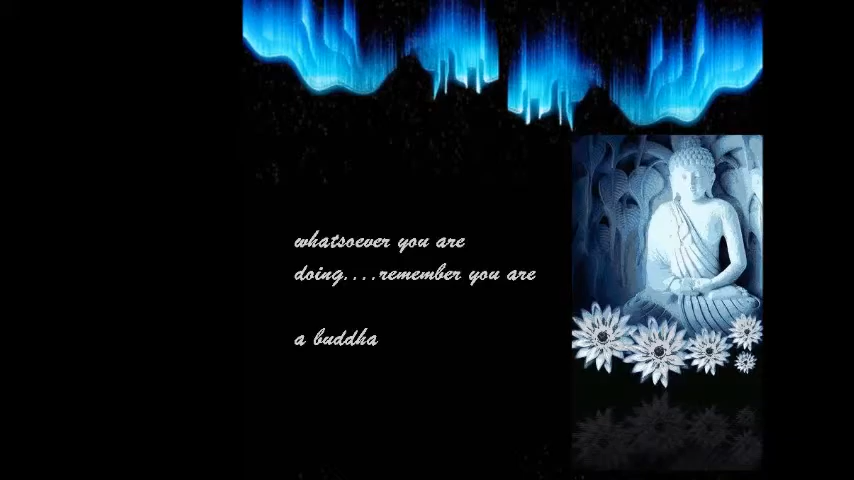 whatsoever you are
doing....remember you are
a buddha